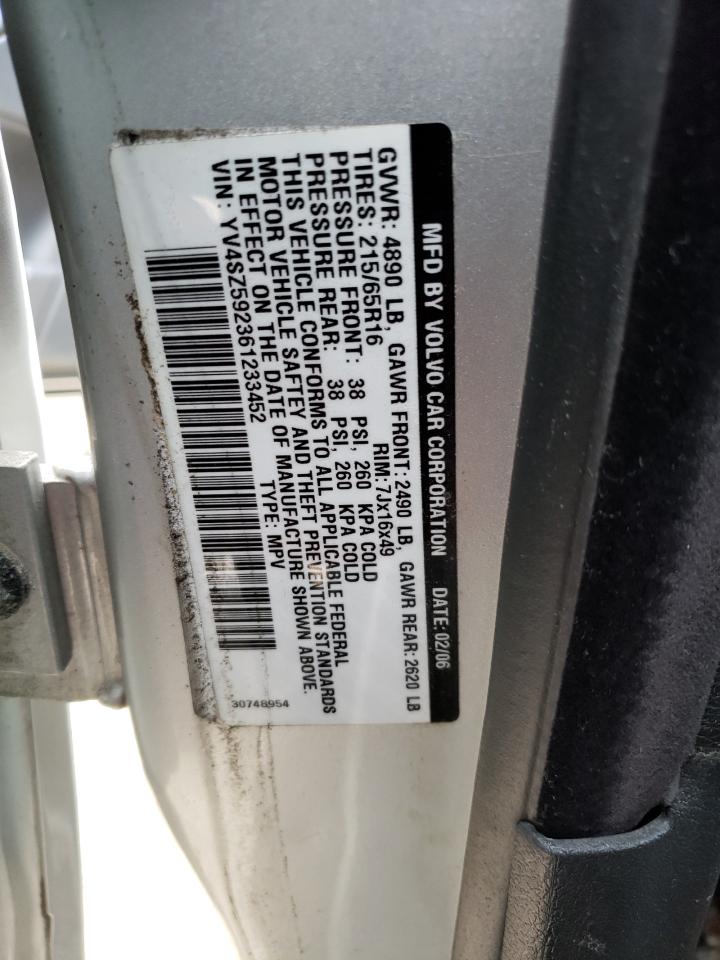 MFD BY VOLVO CAR CORPORATION DATE: 02/06
GVWR: 4890 LB, GAWR FRONT: 2490 LB, GAWR REAR: 2620 LB
TIRES: 215/65R16 RIM: 7Jx16x49
PRESSURE FRONT: 38 PSI, 260 KPA COLD
PRESSURE REAR: 38 PSI, 260 KPA COLD
THIS VEHICLE CONFORMS TO ALL APPLICABLE FEDERAL
MOTOR VEHICLE SAFTEY AND THEFT PREVENTION STANDARDS
IN EFFECT ON THE DATE OF MANUFACTURE SHOWN ABOVE.
VIN: YV4SZ592361233452 TYPE: MPV
30748954